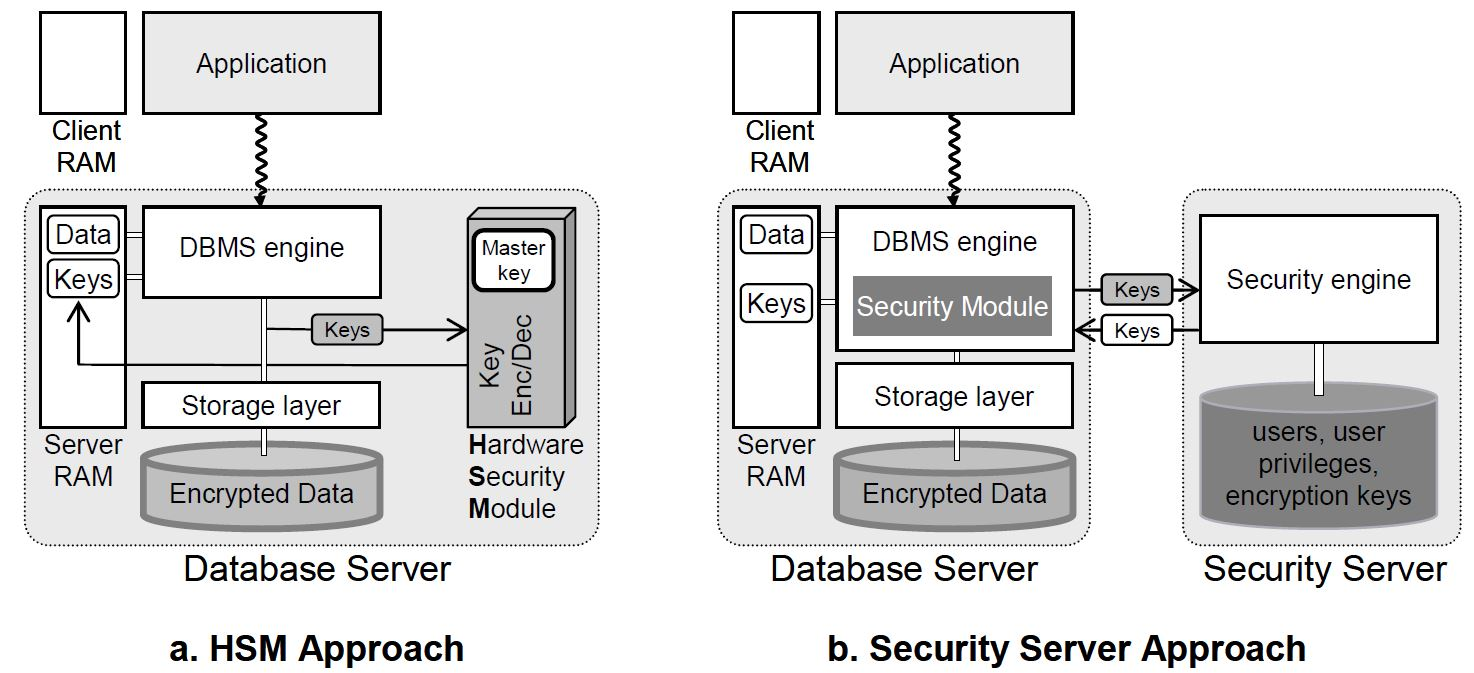 Application
Client
RAM
Data
Keys
DBMS engine
Master
key
Keys
Key
Enc/Dec
Storage layer
Server
RAM
Encrypted Data
Hardware
Security
Module
Database Server
a. HSM Approach
Application
Client
RAM
Data
Keys
DBMS engine
Security Module
Keys
Keys
Security engine
Storage layer
Server
RAM
Encrypted Data
users, user
privileges,
encryption keys
Database Server
Security Server
b. Security Server Approach